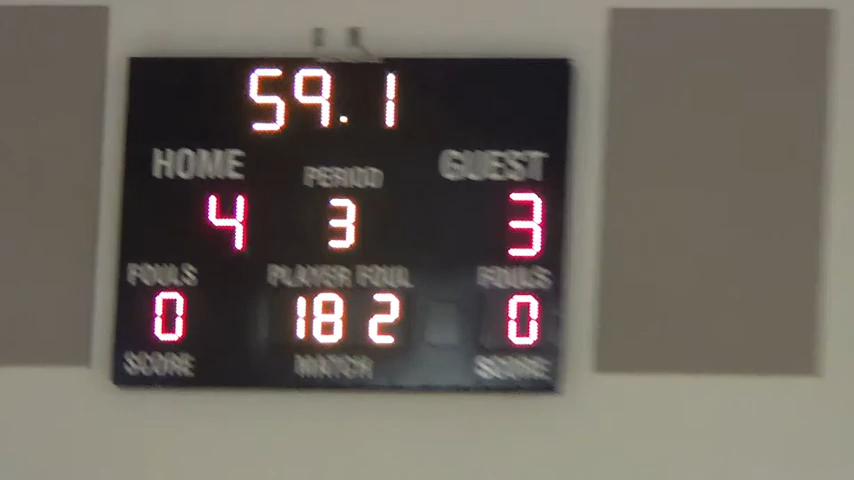 59.1
HOME PERIOD GUEST
4 3 3
FOULS PLAYER FOUL FOULS
0 18 2 0
SCORE MATCH SCORE